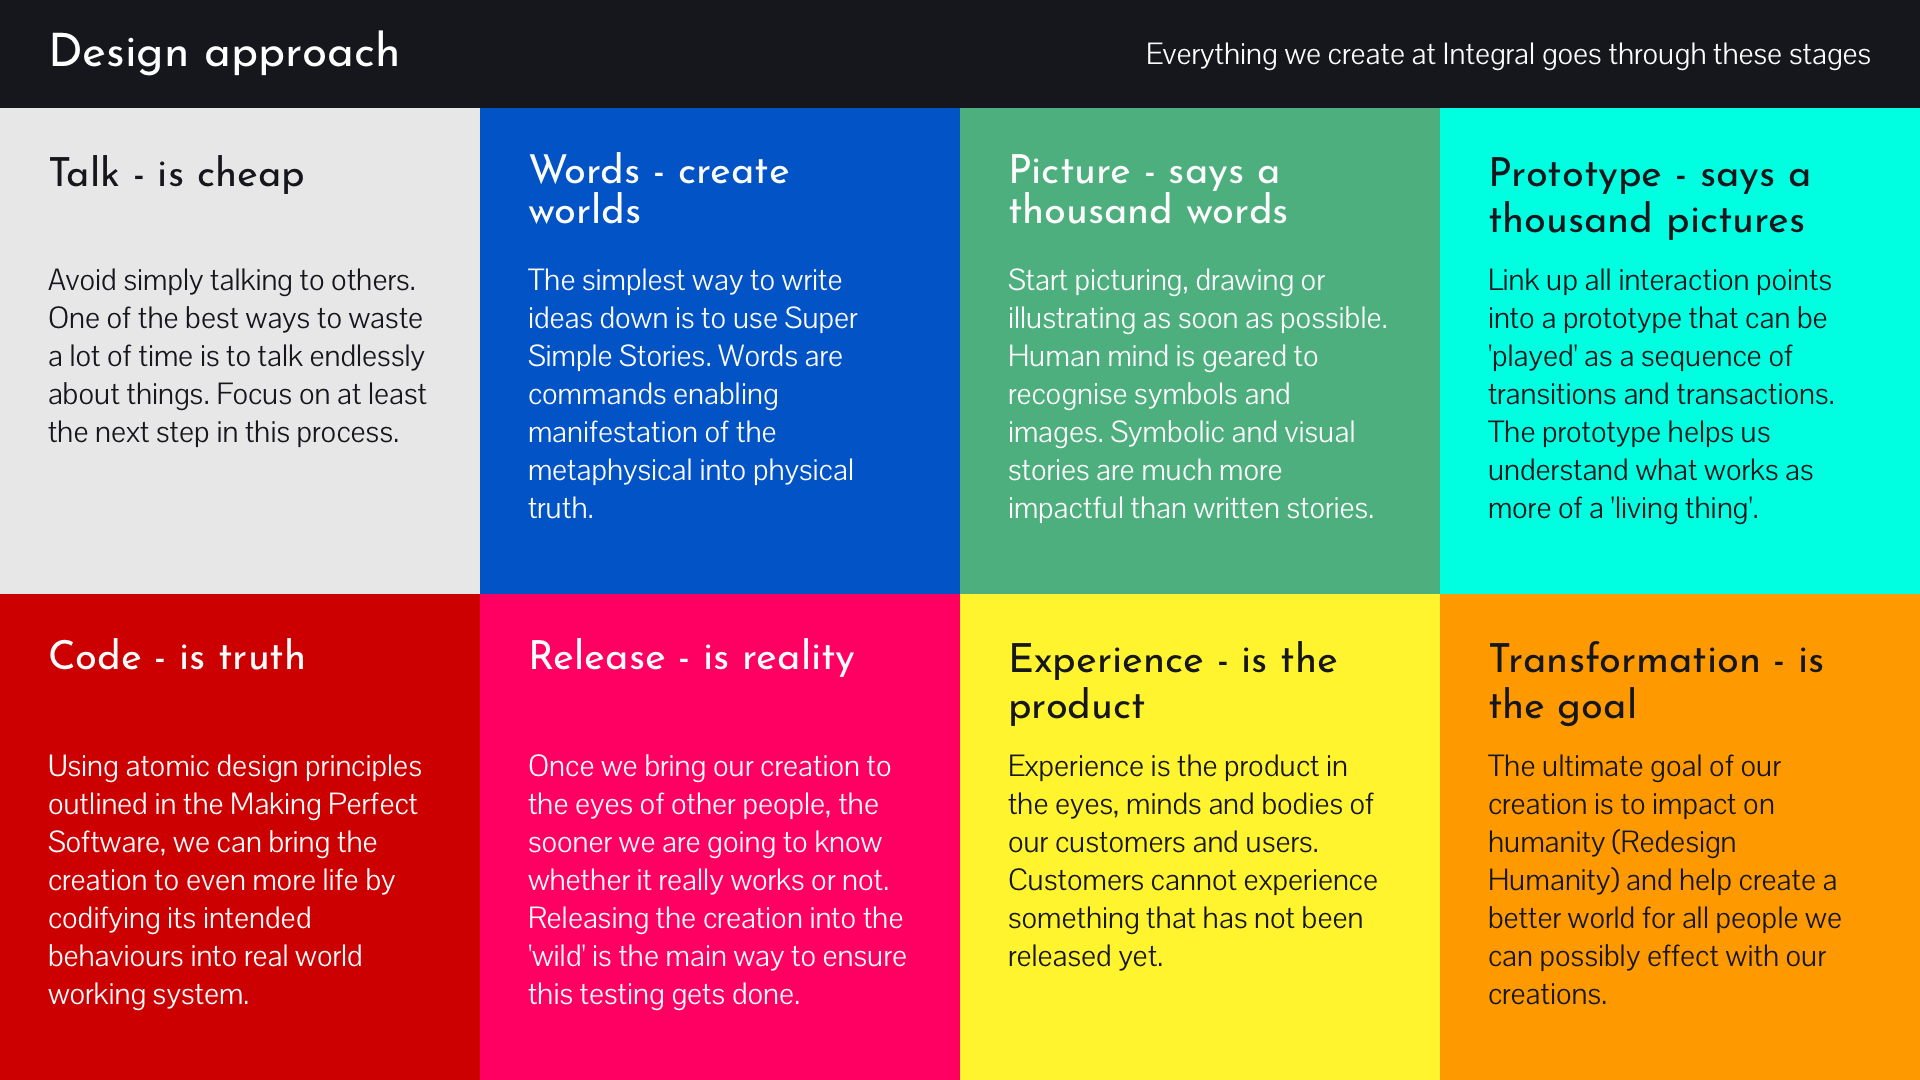 Design approach
Everything we create at Integral goes through these stages
Talk - is cheap
Avoid simply talking to others.
One of the best ways to waste
a lot of time is to talk endlessly
about things. Focus on at least
the next step in this process.
Words - create
worlds
The simplest way to write
ideas down is to use Super
Simple Stories. Words are
commands enabling
manifestation of the
metaphysical into physical
truth.
Picture - says a
thousand words
Start picturing, drawing or
illustrating as soon as possible.
Human mind is geared to
recognise symbols and
images. Symbolic and visual
stories are much more
impactful than written stories.
Prototype - says a
thousand pictures
Link up all interaction points
into a prototype that can be
'played' as a sequence of
transitions and transactions.
The prototype helps us
understand what works as
more of a 'living thing'.
Code - is truth
Using atomic design principles
outlined in the Making Perfect
Software, we can bring the
creation to even more life by
codifying its intended
behaviours into real world
working system.
Release - is reality
Once we bring our creation to
the eyes of other people, the
sooner we are going to know
whether it really works or not.
Releasing the creation into the
'wild' is the main way to ensure
this testing gets done.
Experience - is the
product
Experience is the product in
the eyes, minds and bodies of
our customers and users.
Customers cannot experience
something that has not been
released yet.
Transformation - is
the goal
The ultimate goal of our
creation is to impact on
humanity (Redesign
Humanity) and help create a
better world for all people we
can possibly effect with our
creations.